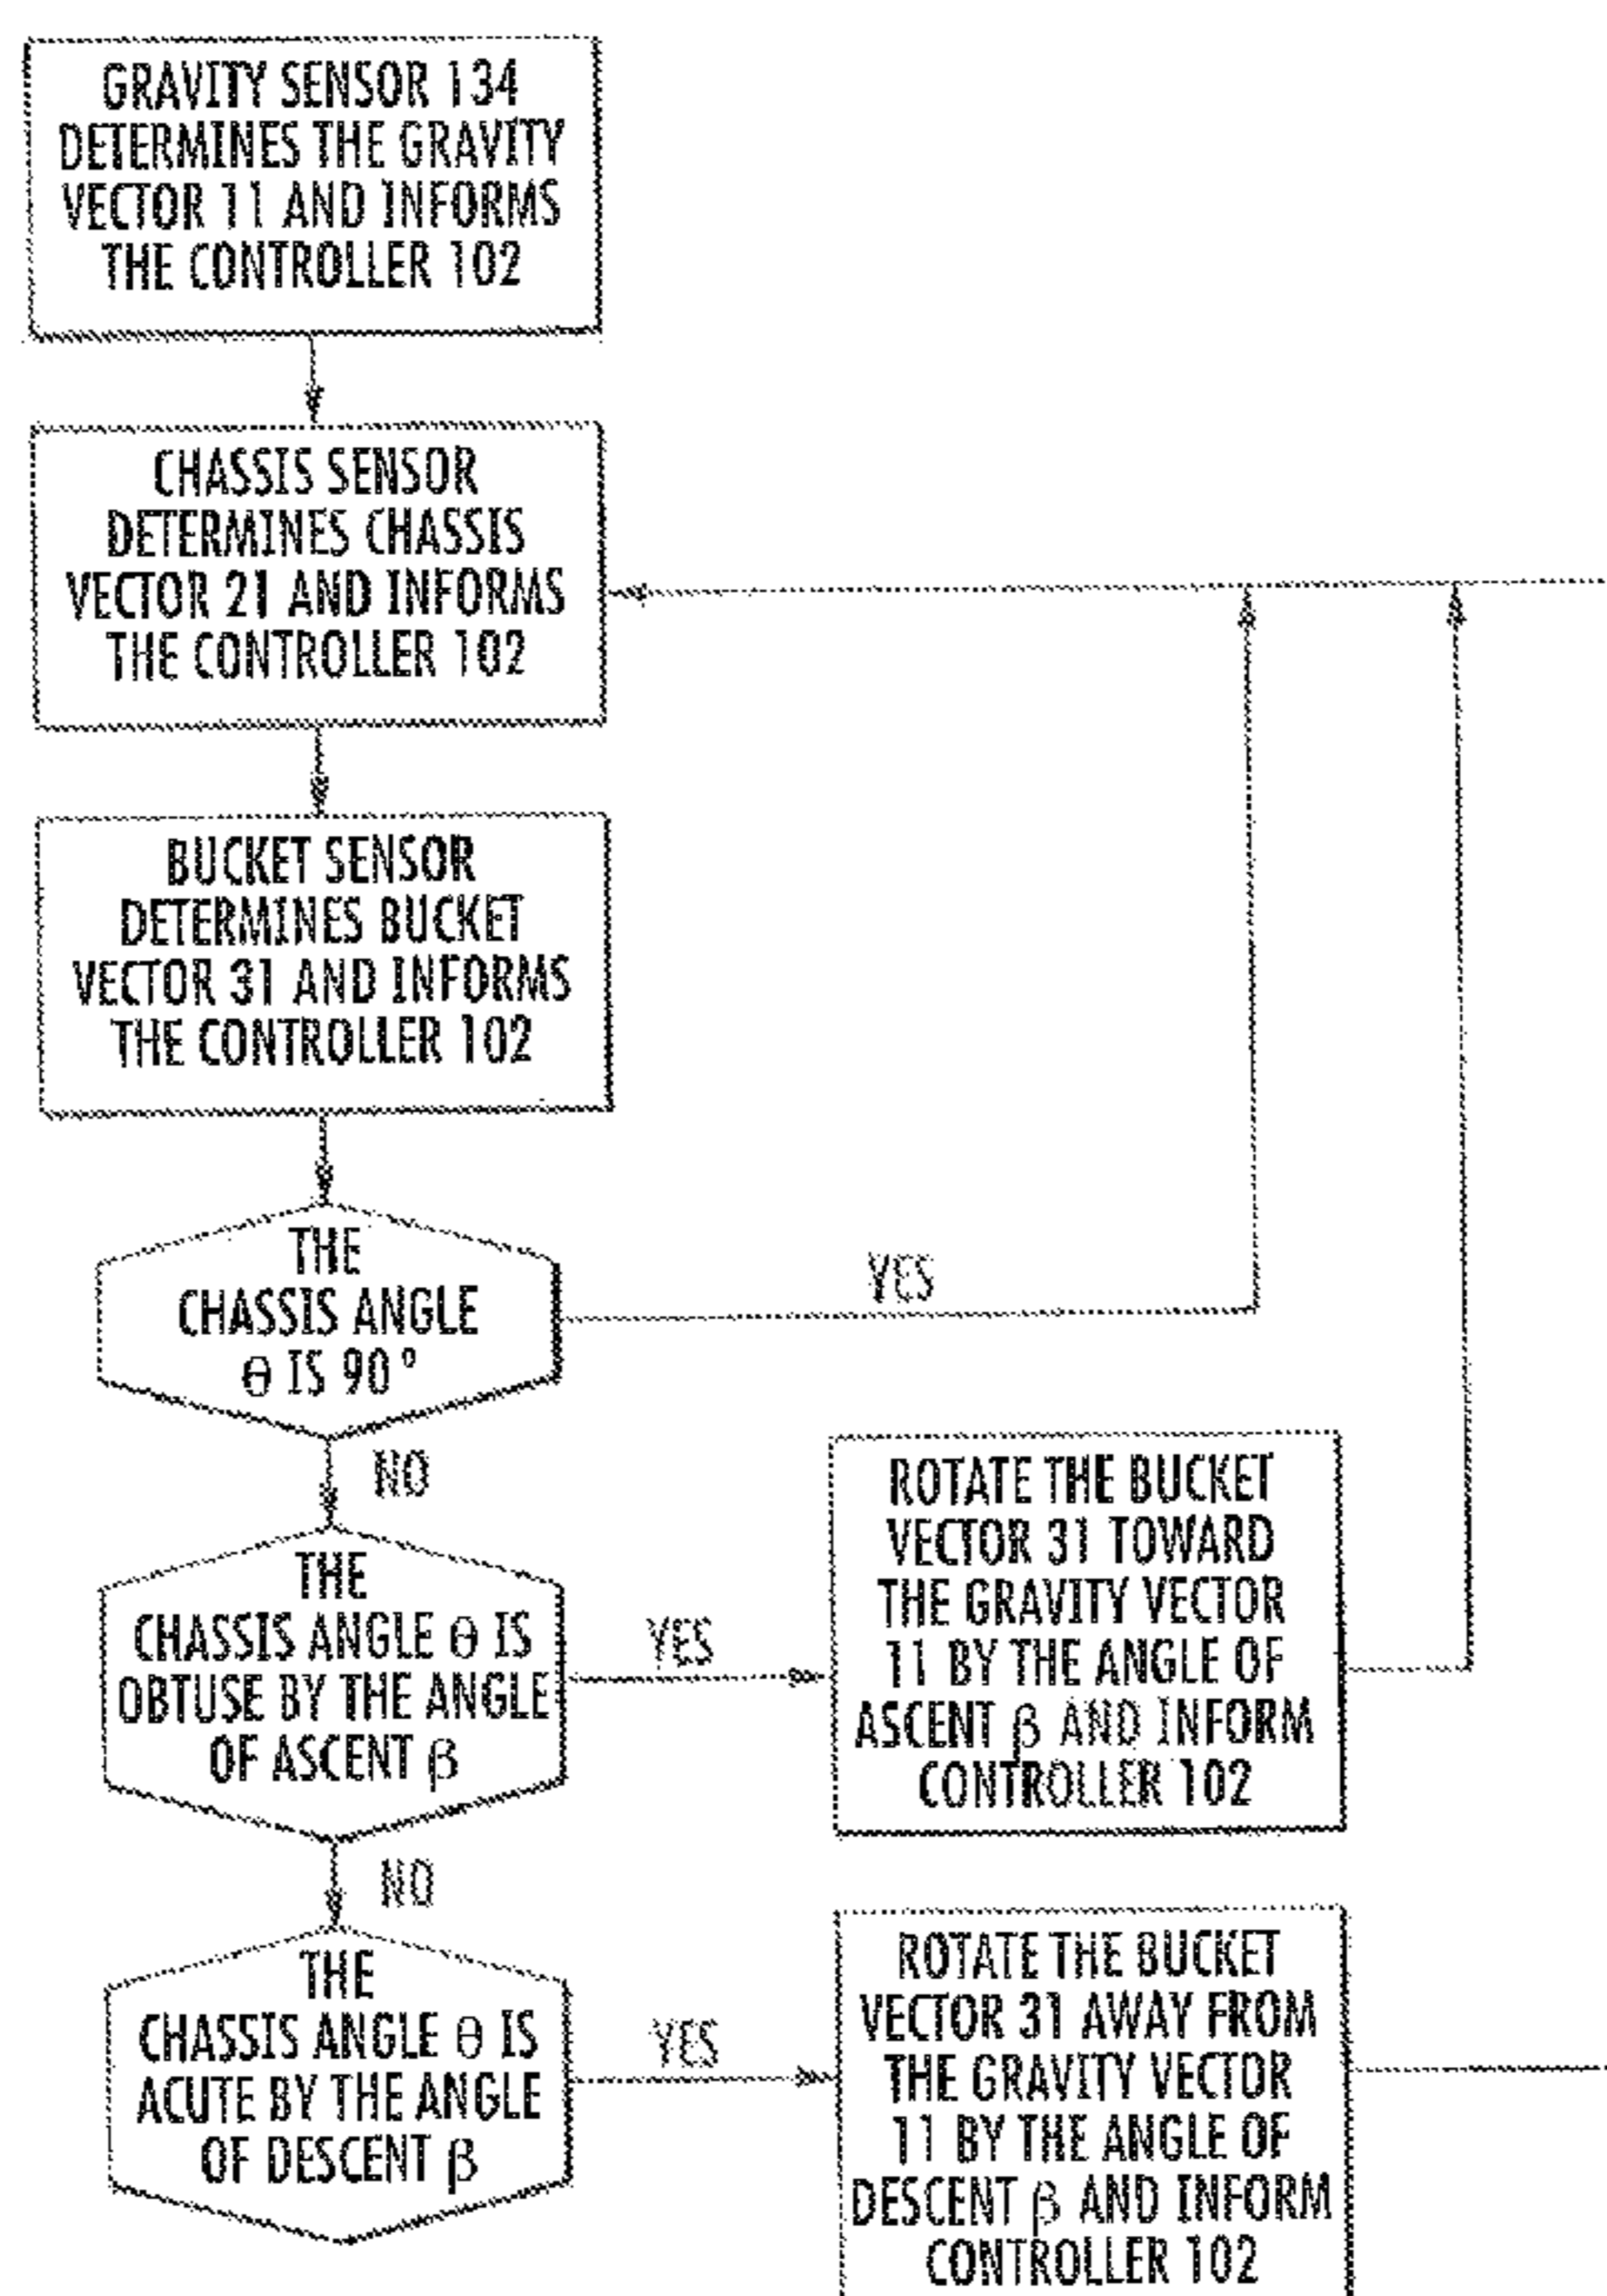 GRAVITY SENSOR 134
DETERMINES THE GRAVITY
VECTOR 11 AND INFORMS
THE CONTROLLER 102
CHASSIS SENSOR
DETERMINES CHASSIS
VECTOR 21 AND INFORMS
THE CONTROLLER 102
BUCKET SENSOR
DETERMINES BUCKET
VECTOR 31 AND INFORMS
THE CONTROLLER 102
THE
CHASSIS ANGLE
θ IS 90°
YES
NO
THE
CHASSIS ANGLE θ IS
OBTUSE BY THE ANGLE
OF ASCENT β
YES
ROTATE THE BUCKET
VECTOR 31 TOWARD
THE GRAVITY VECTOR
11 BY THE ANGLE OF
ASCENT β AND INFORM
CONTROLLER 102
NO
THE
CHASSIS ANGLE θ IS
ACUTE BY THE ANGLE
OF DESCENT β
YES
ROTATE THE BUCKET
VECTOR 31 AWAY FROM
THE GRAVITY VECTOR
11 BY THE ANGLE OF
DESCENT β AND INFORM
CONTROLLER 102